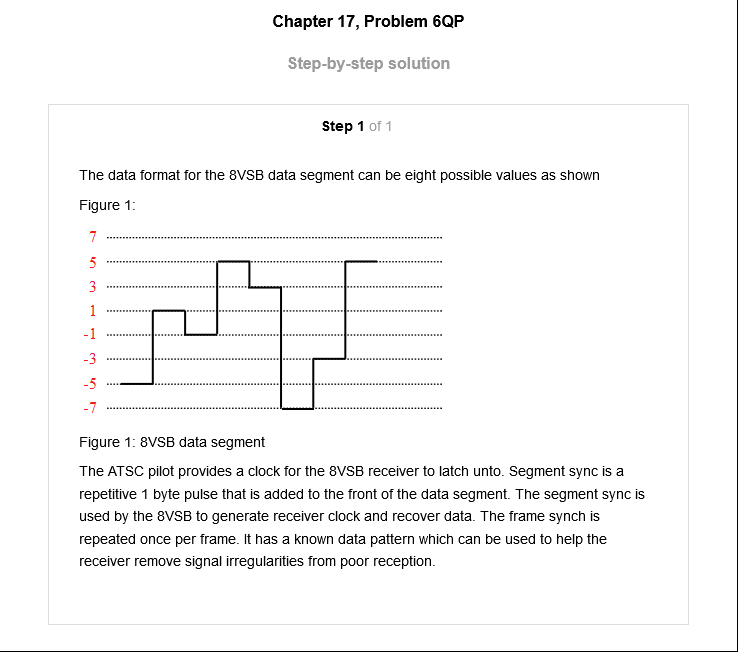 Chapter 17, Problem 6QP
Step-by-step solution
Step 1 of 1
The data format for the 8VSB data segment can be eight possible values as shown
Figure 1:
7
5
3
1
-1
-3
-5
-7
Figure 1: 8VSB data segment
The ATSC pilot provides a clock for the 8VSB receiver to latch unto. Segment sync is a
repetitive 1 byte pulse that is added to the front of the data segment. The segment sync is
used by the 8VSB to generate receiver clock and recover data. The frame synch is
repeated once per frame. It has a known data pattern which can be used to help the
receiver remove signal irregularities from poor reception.